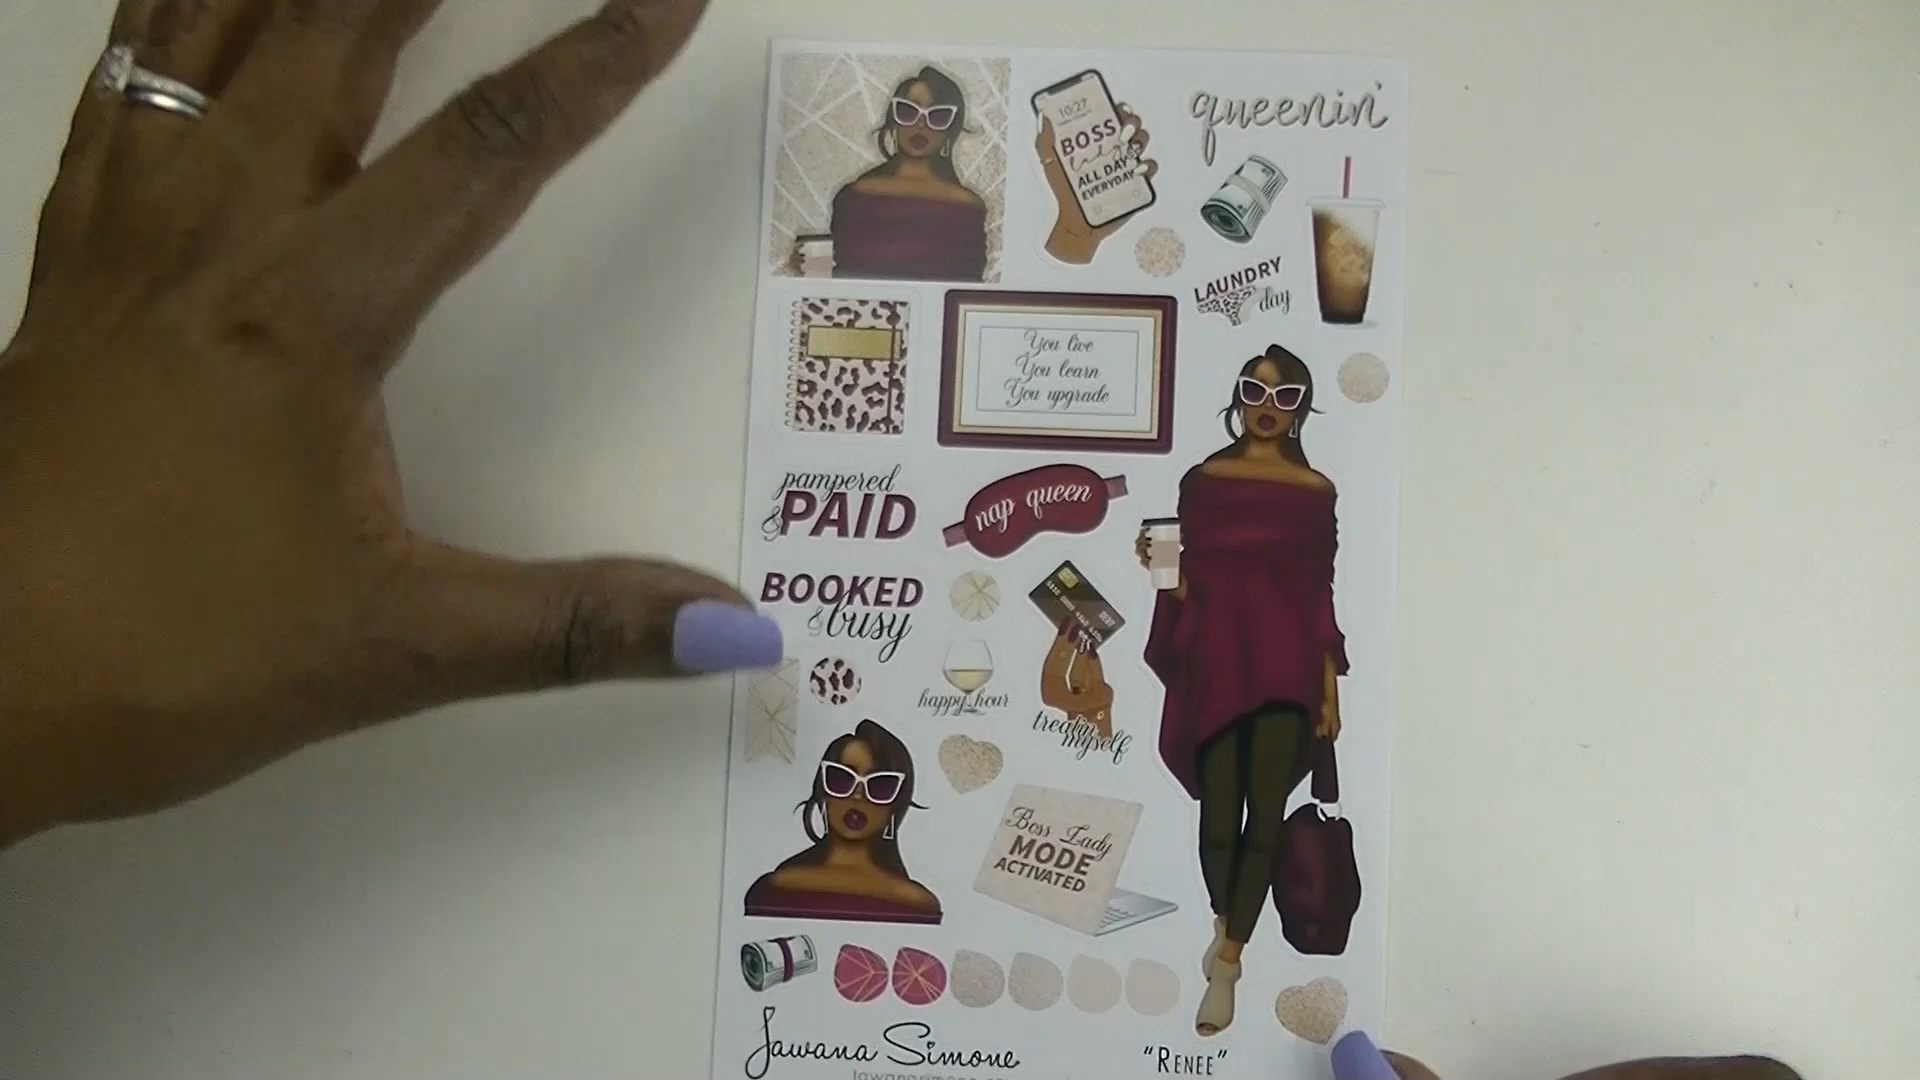 queenin'
10:27
BOSS
lady
ALL DAY
EVERYDAY
LAUNDRY
day
You live
You learn
You upgrade
pampered
& PAID
nap queen
BOOKED
& busy
DEBIT
happy hour
treatin'
myself
Boss Lady
MODE
ACTIVATED
Jawana Simone
"RENEE"